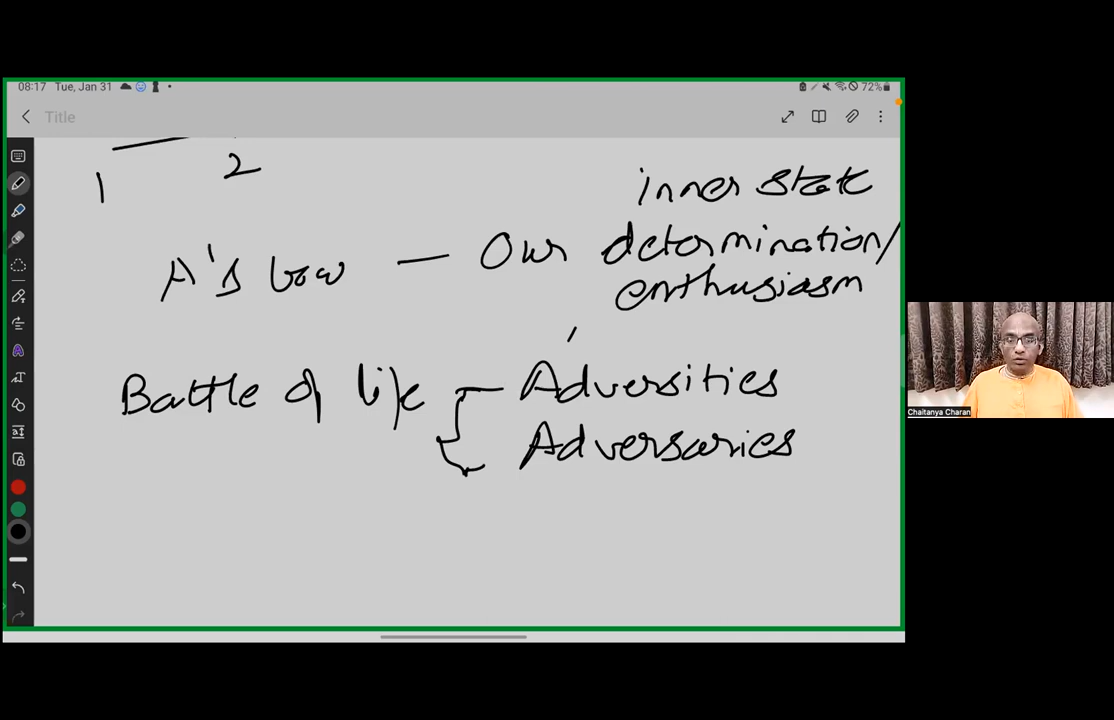 08:17 Tue, Jan 31 72%
Title
1 2
inner state
A's bow — Our determination/
enthusiasm
Battle of life — Adversities
Adversaries
Chaitanya Charan